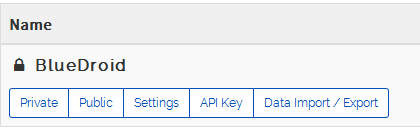 Name
BlueDroid
Private Public Settings API Key Data Import / Export